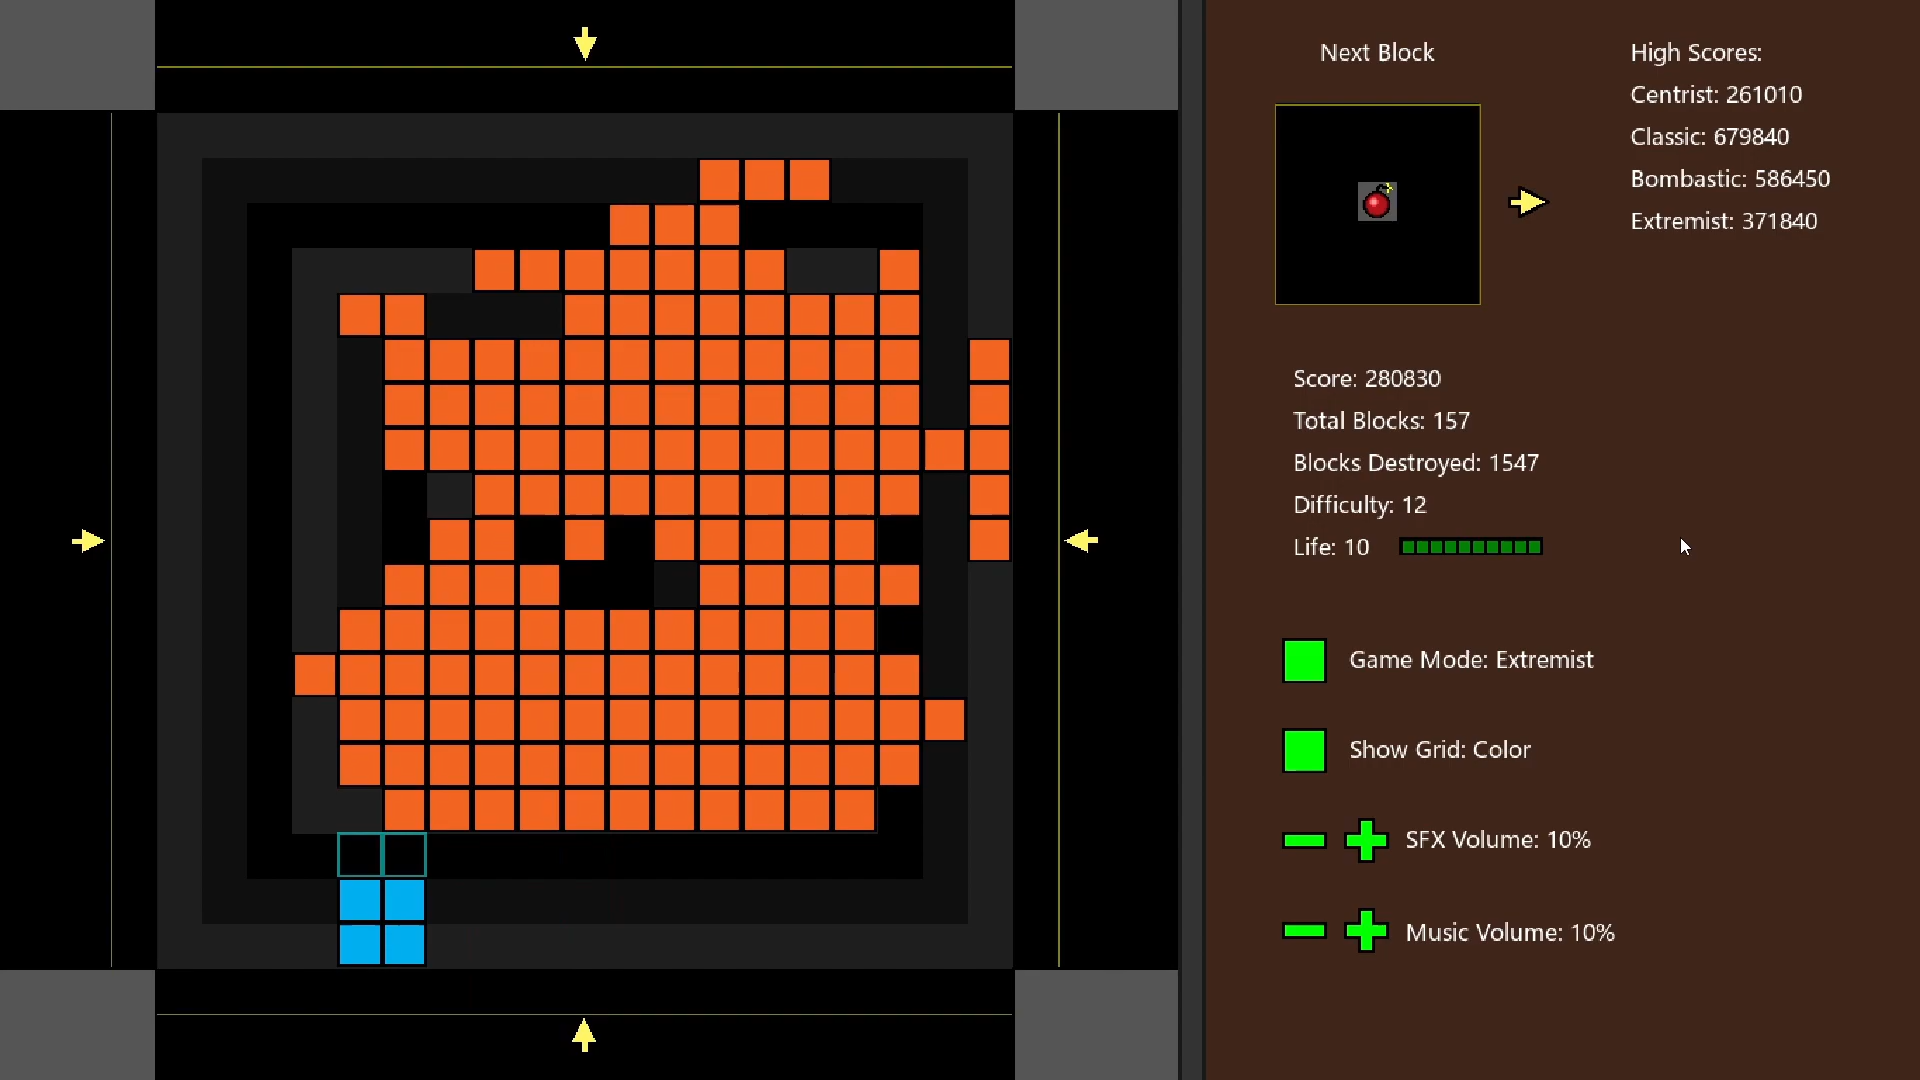 Next Block
High Scores:
Centrist: 261010
Classic: 679840
Bombastic: 586450
Extremist: 371840
Score: 280830
Total Blocks: 157
Blocks Destroyed: 1547
Difficulty: 12
Life: 10
Game Mode: Extremist
Show Grid: Color
SFX Volume: 10%
Music Volume: 10%